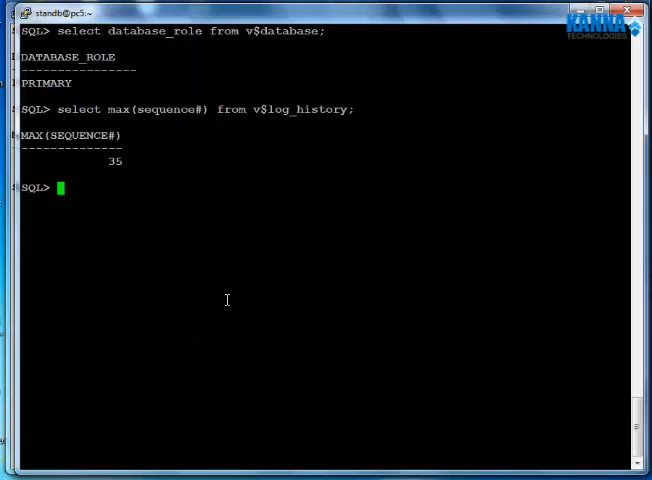 standb@pc5:~
KANNA
TECHNOLOGIES
SQL> select database_role from v$database;
DATABASE_ROLE
----------------
PRIMARY
SQL> select max(sequence#) from v$log_history;
MAX(SEQUENCE#)
--------------
35
SQL>